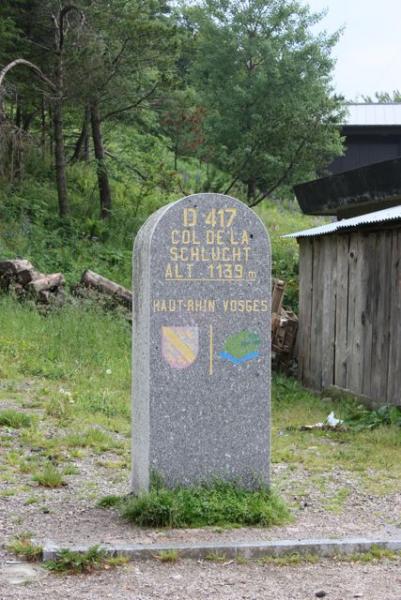 D 417
COL DE LA
SCHLUCHT
ALT. 1139 m
HAUT-RHIN VOSGES